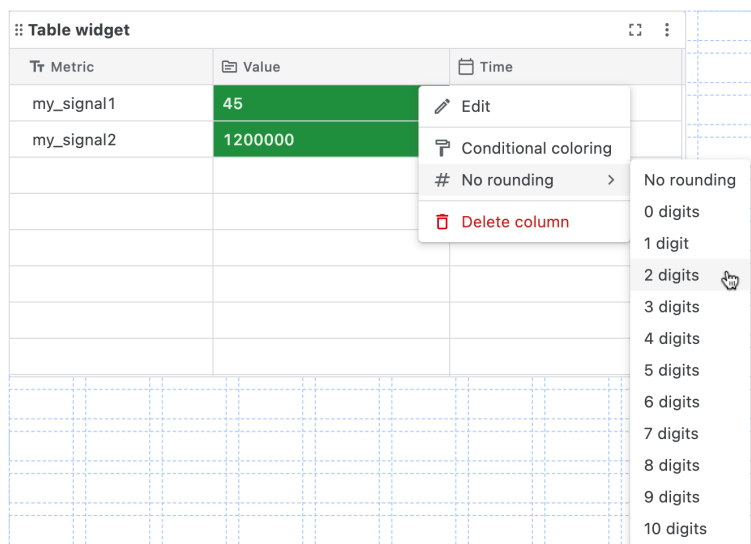 Table widget
Metric
Value
Time
my_signal1
45
my_signal2
1200000
Edit
Conditional coloring
# No rounding
Delete column
No rounding
0 digits
1 digit
2 digits
3 digits
4 digits
5 digits
6 digits
7 digits
8 digits
9 digits
10 digits